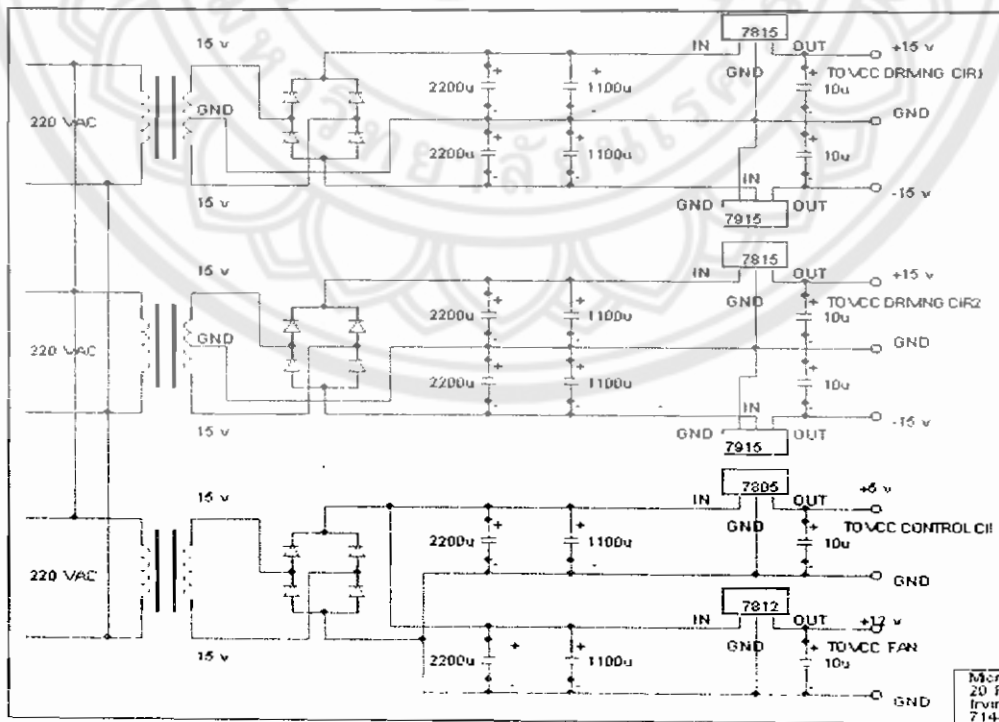 15 v
7815
IN
OUT
+15 v
GND
TO VCC DRIVING CIR1
220 VAC
GND
2200u
1100u
10u
GND
2200u
1100u
10u
15 v
IN
GND
7915
OUT
-15 v
15 v
7815
IN
OUT
+15 v
GND
TO VCC DRIVING CIR2
220 VAC
GND
2200u
1100u
10u
GND
2200u
1100u
10u
15 v
IN
GND
7915
OUT
-15 v
15 v
7805
IN
OUT
+5 v
GND
TO VCC CONTROL CI
220 VAC
2200u
1100u
10u
GND
7812
IN
OUT
+12 v
GND
TO VCC FAN
15 v
2200u
1100u
10u
GND
20
714